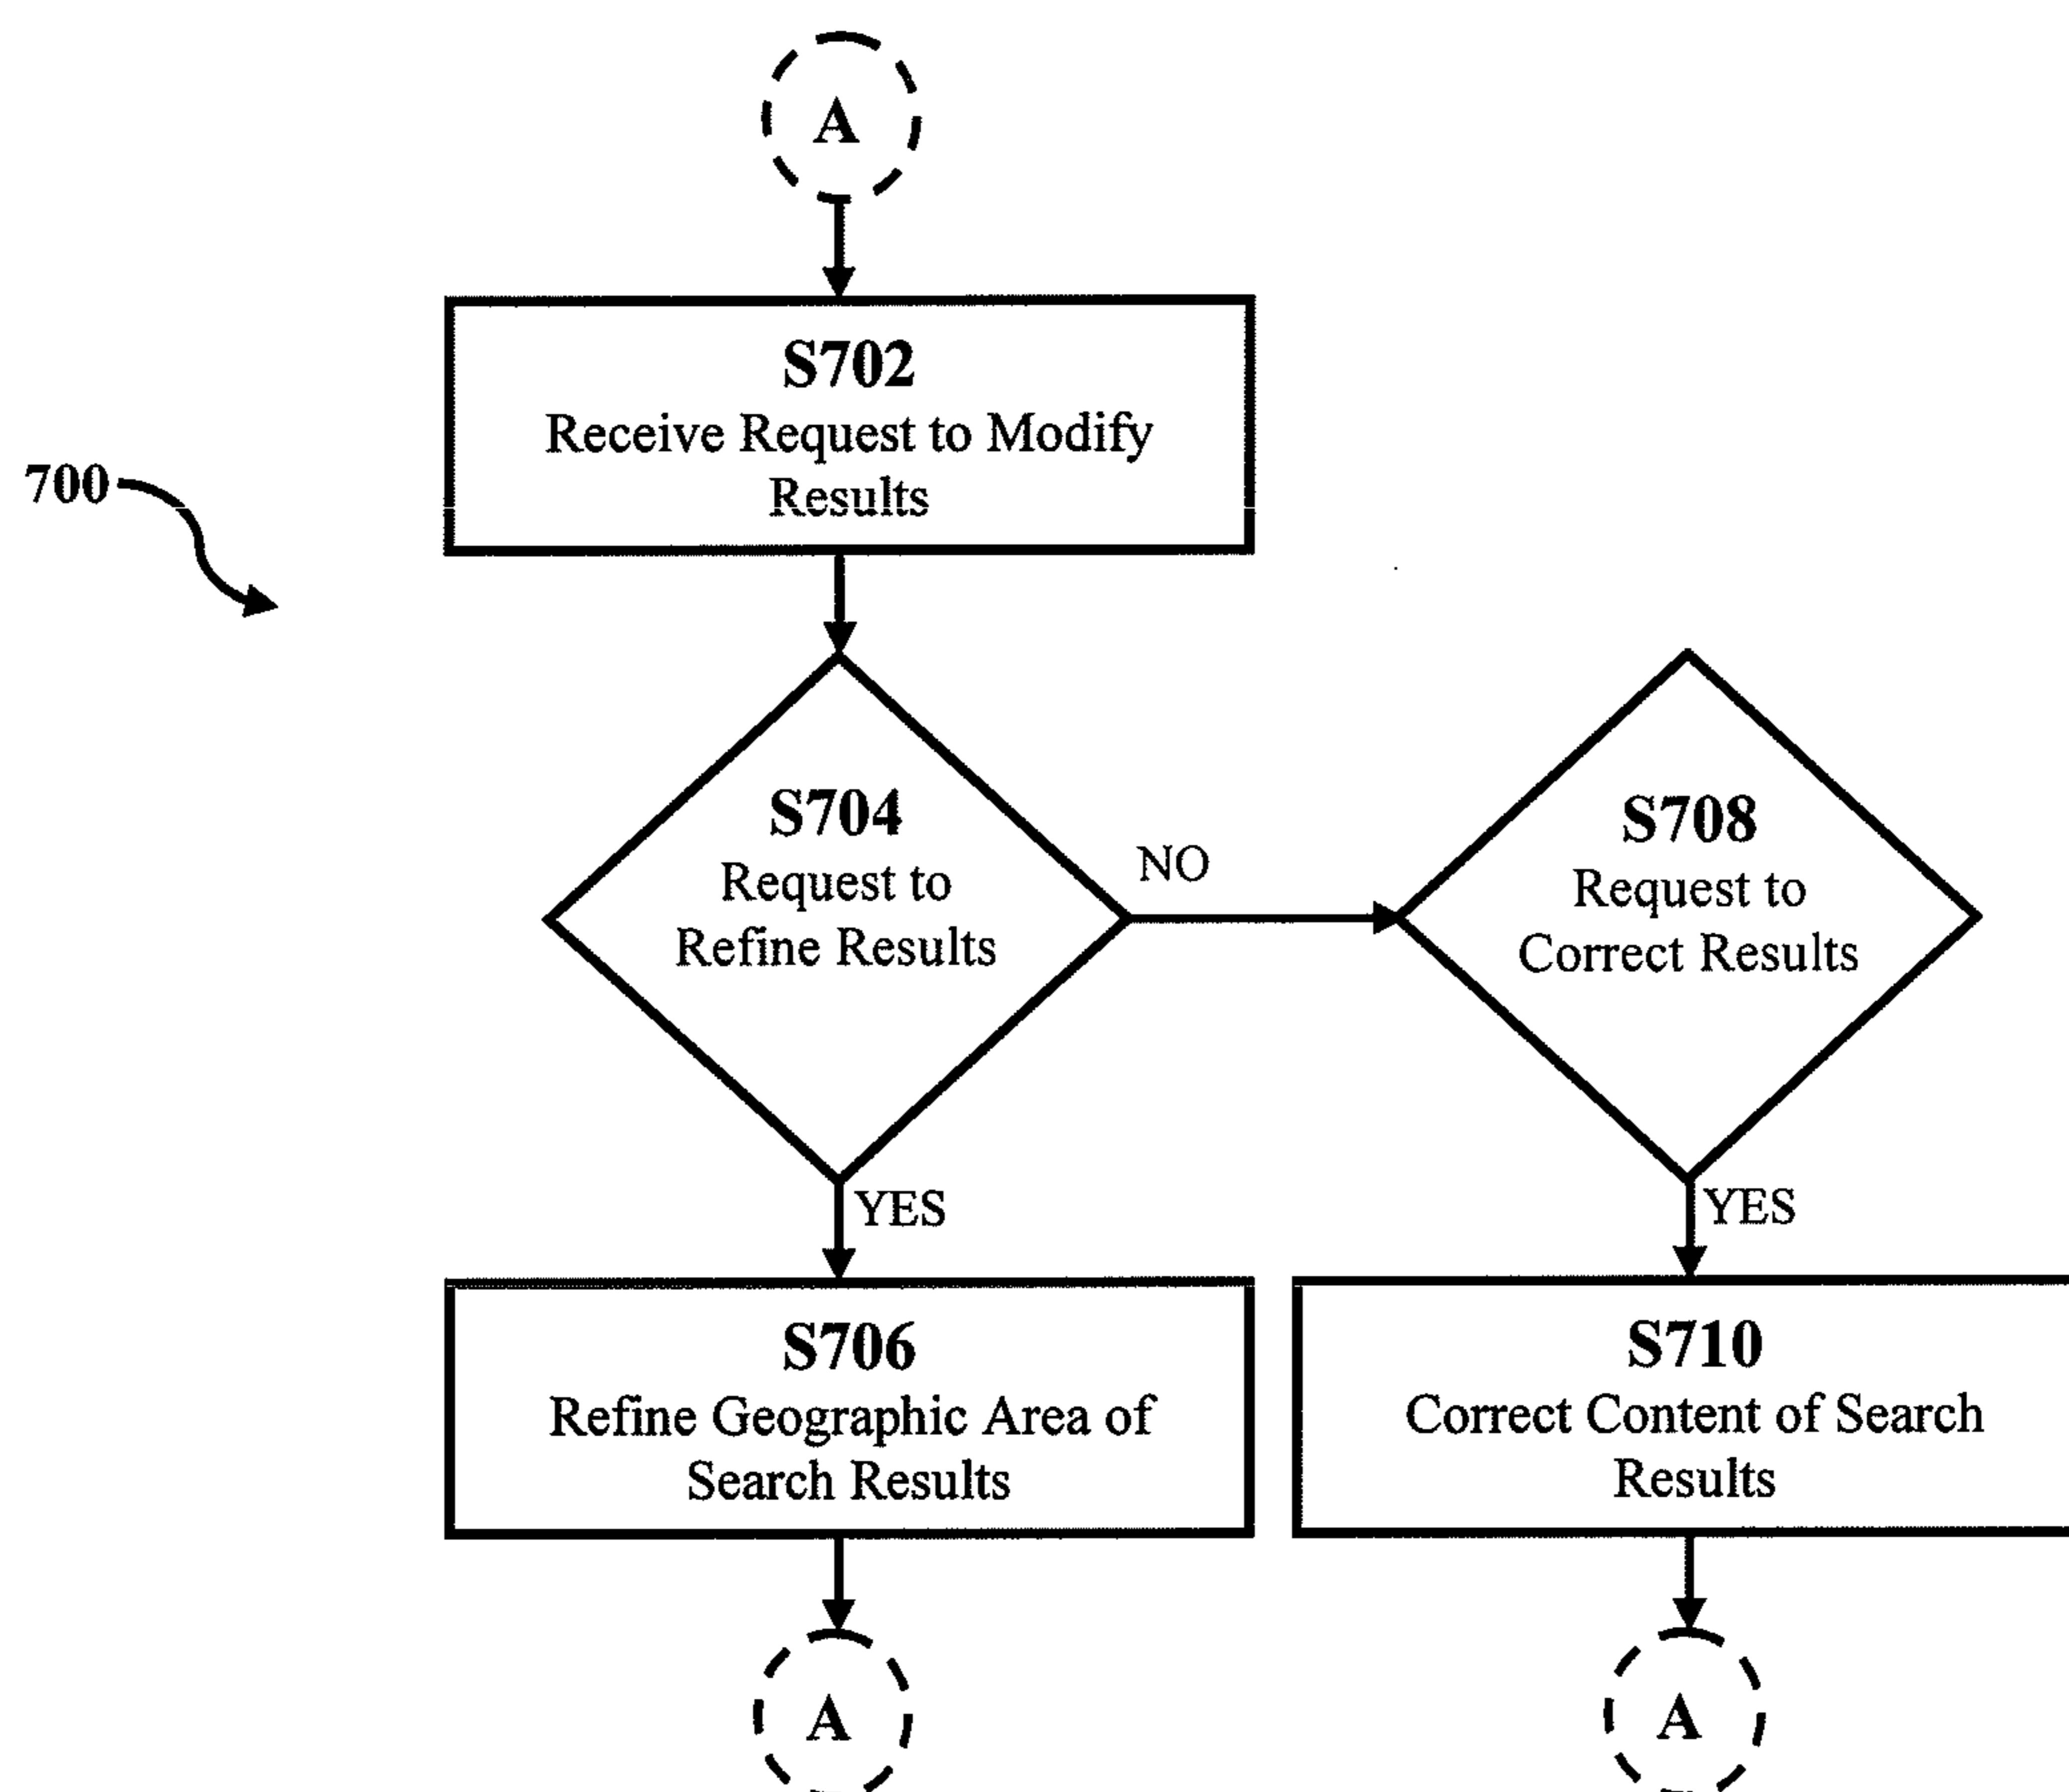 A
S702
Receive Request to Modify
Results
700
S704
Request to
Refine Results
NO
S708
Request to
Correct Results
YES
YES
S706
Refine Geographic Area of
Search Results
S710
Correct Content of Search
Results
A
A